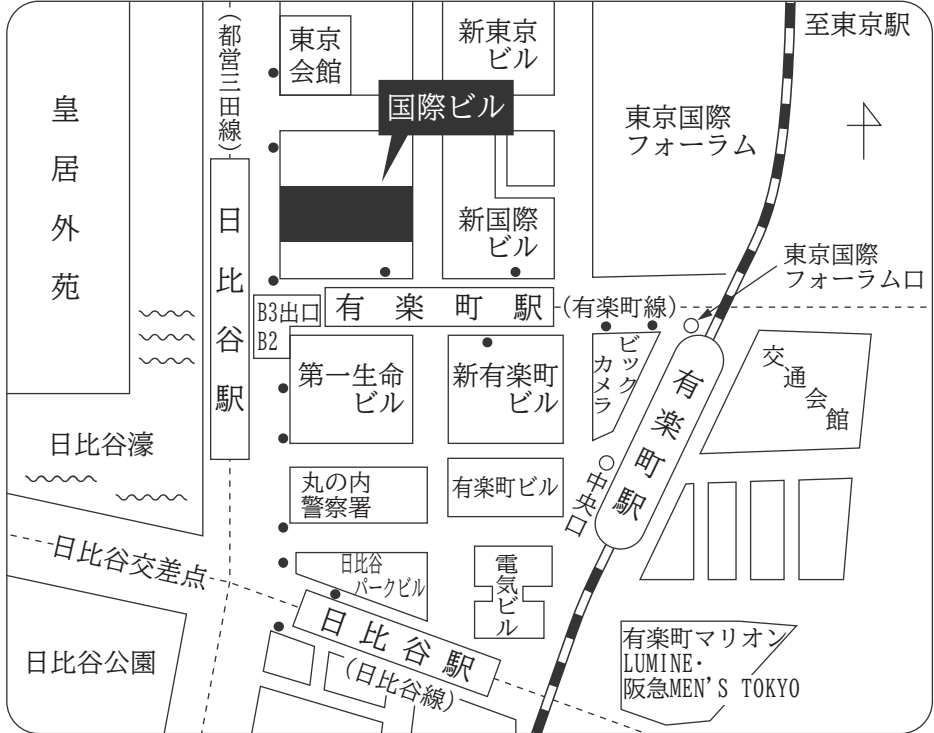 (都営三田線)
東京
会館
新東京
ビル
至東京駅
国際ビル
皇居外苑
東京国際
フォーラム
日比谷駅
新国際
ビル
東京国際
フォーラム口
B3出口
B2
有楽町駅
(有楽町線)
第一生命
ビル
新有楽町
ビル
ビック
カメラ
有楽町駅
交通会館
日比谷濠
丸の内
警察署
有楽町ビル
中央口
日比谷交差点
日比谷
パークビル
電気ビル
日比谷駅
(日比谷線)
日比谷公園
有楽町マリオン
LUMINE・
阪急MEN'S TOKYO